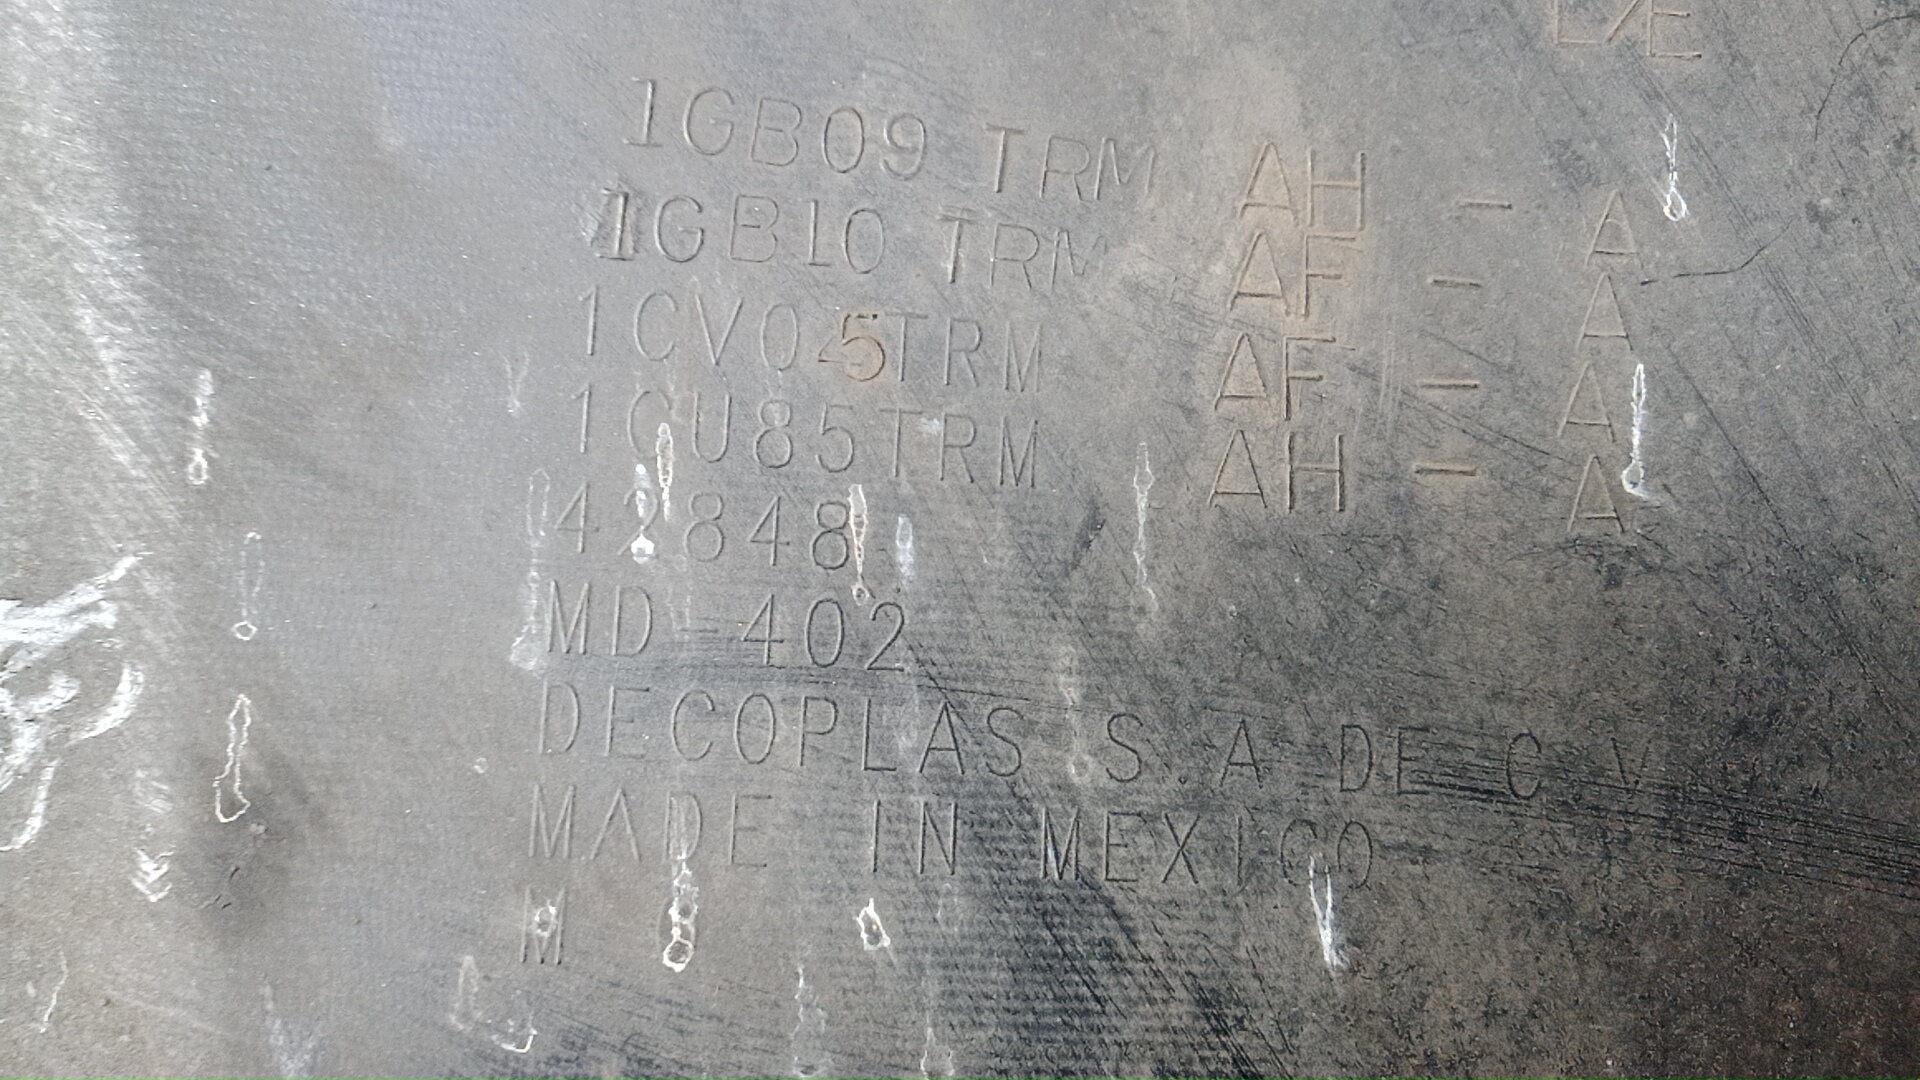 L/E
1GB09 TRM AH - A
1GB10 TRM AF - A
1CV05TRM AF - A
1CU85TRM AH - A
42848
MD-402
DECOPLAS S A DE C V
MADE IN MEXICO
M